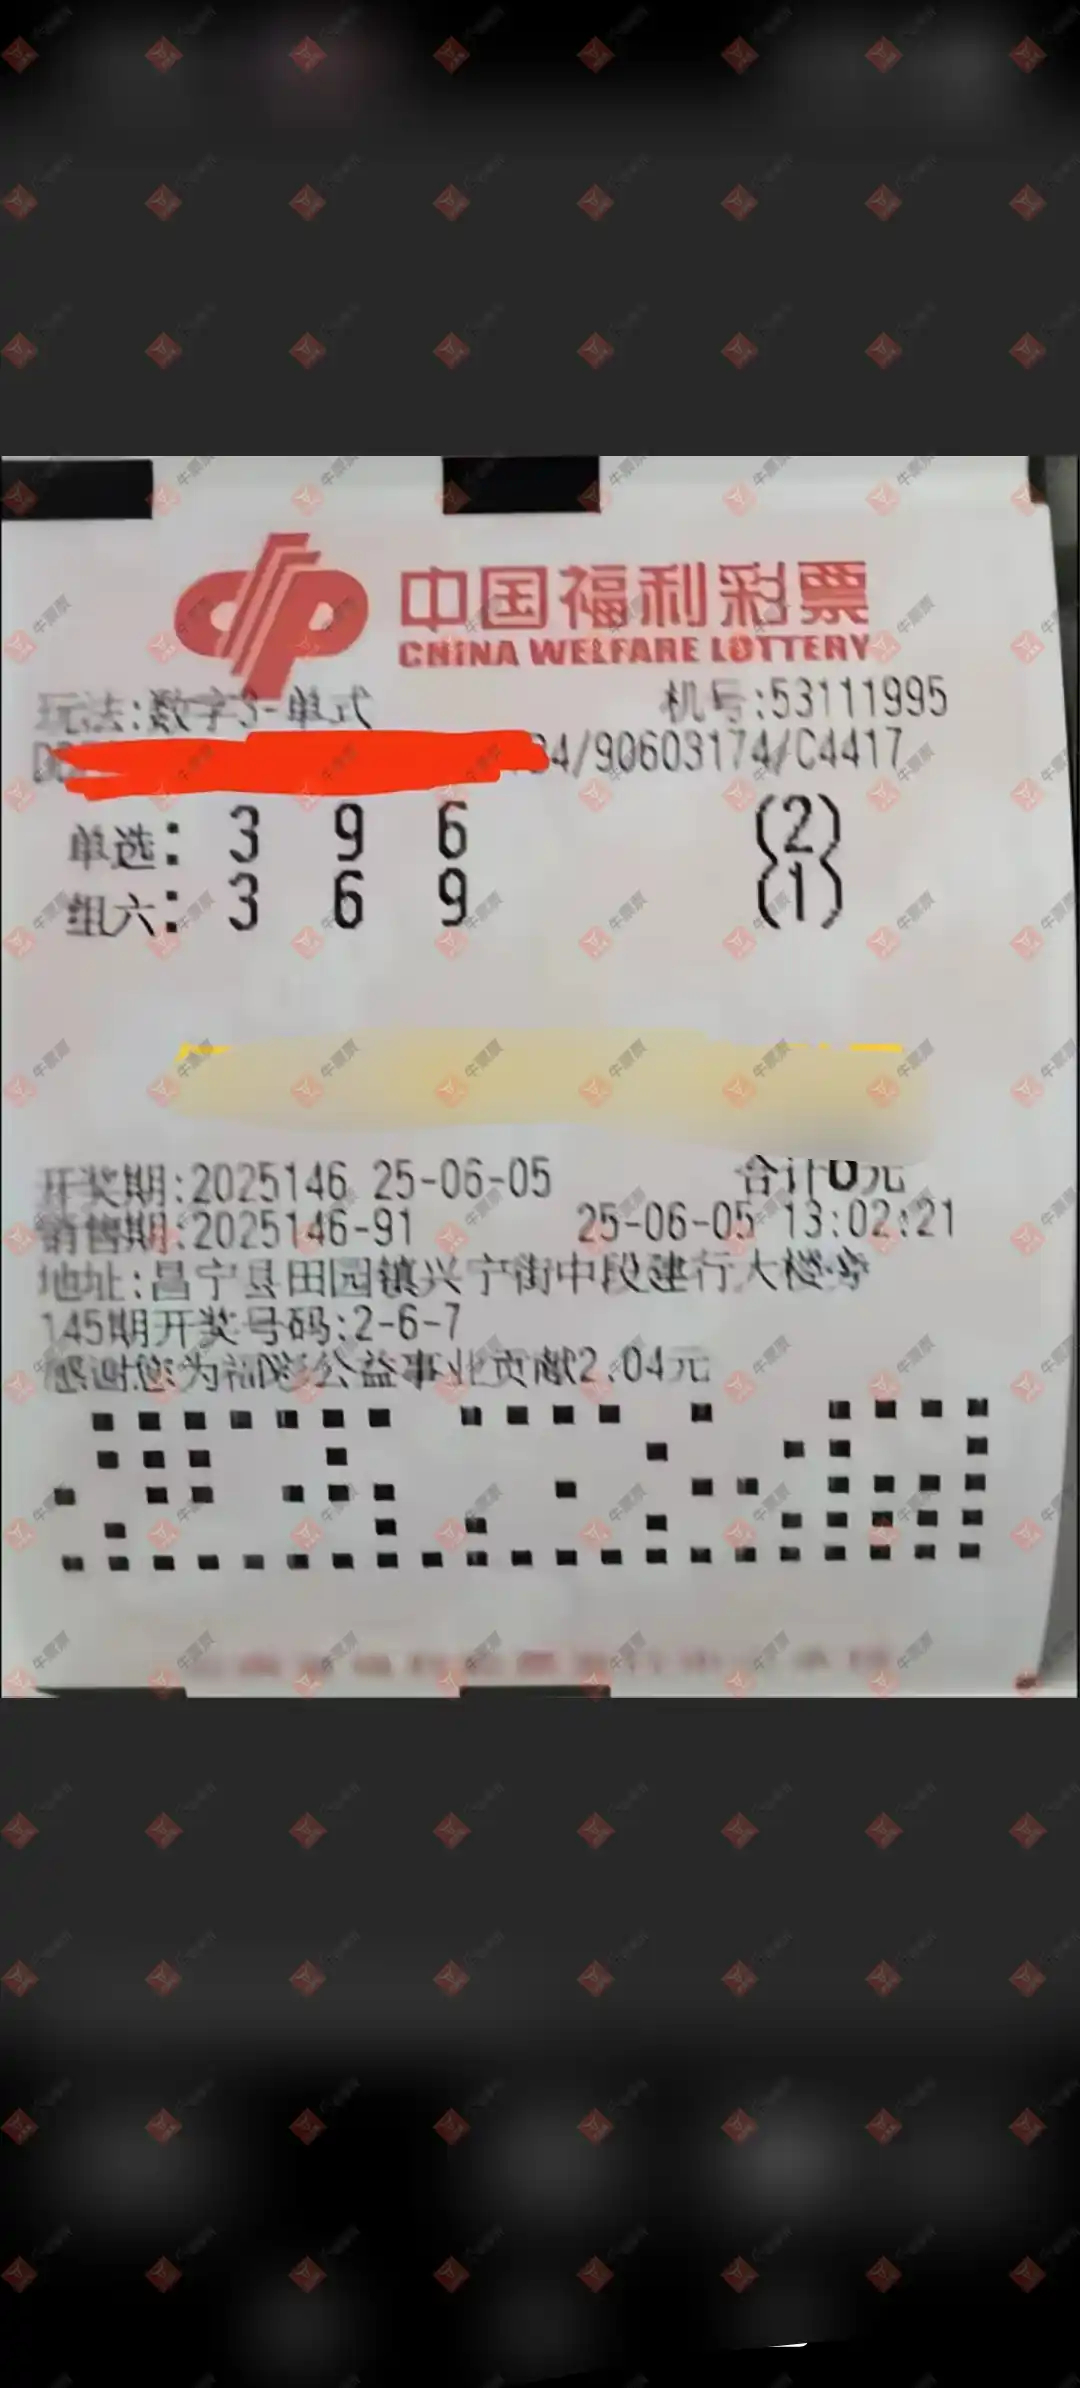 中国福利彩票
CHINA WELFARE LOTTERY
玩法:数字3-单式 机号:53111995
34/90603174/C4417
单选: 3 9 6 (2)
组六: 3 6 9 (1)
开奖期:2025146 25-06-05 合计0元
销售期:2025146-91 25-06-05 13:02:21
地址:昌宁县田园镇兴宁街中段建行大楼旁
145期开奖号码:2-6-7
感谢您为福彩公益事业贡献2.04元
牛票票